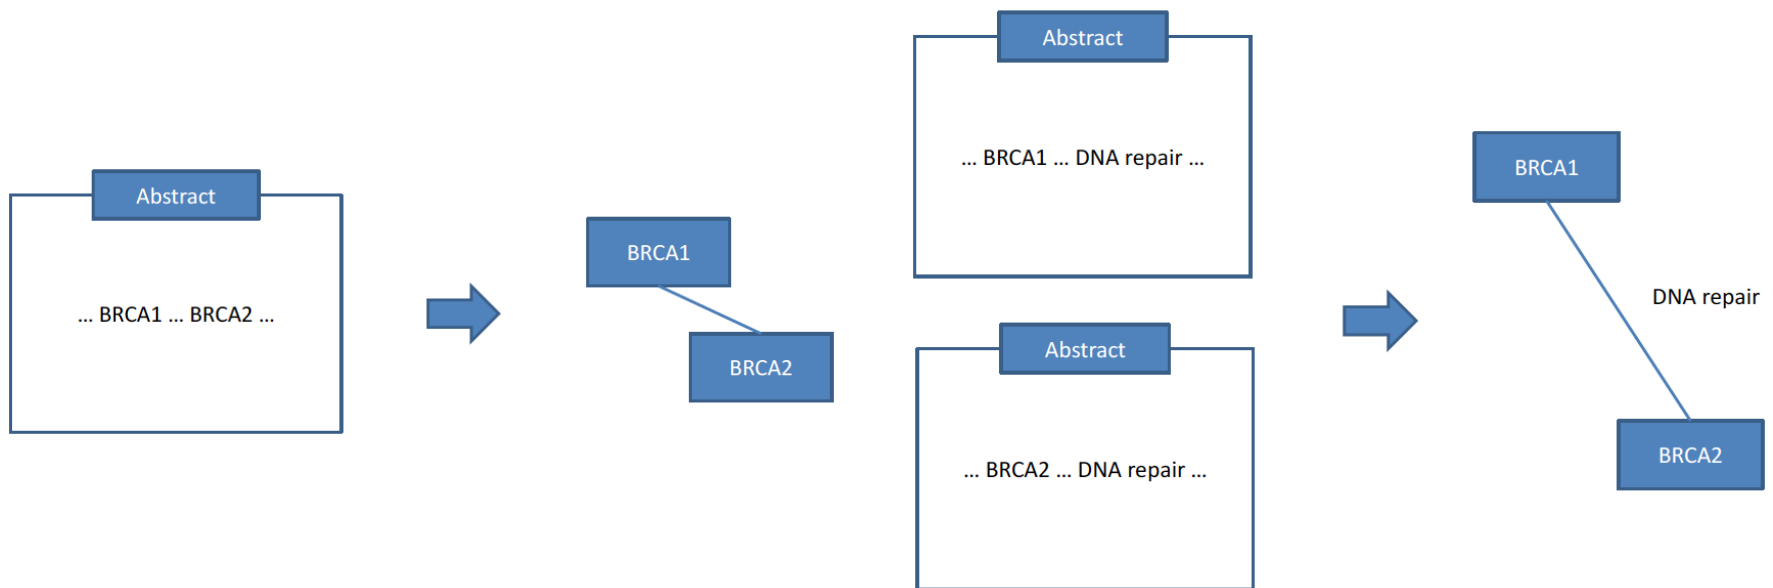 Abstract
... BRCA1 ... BRCA2 ...
BRCA1
BRCA2
Abstract
... BRCA1 ... DNA repair ...
Abstract
... BRCA2 ... DNA repair ...
BRCA1
DNA repair
BRCA2